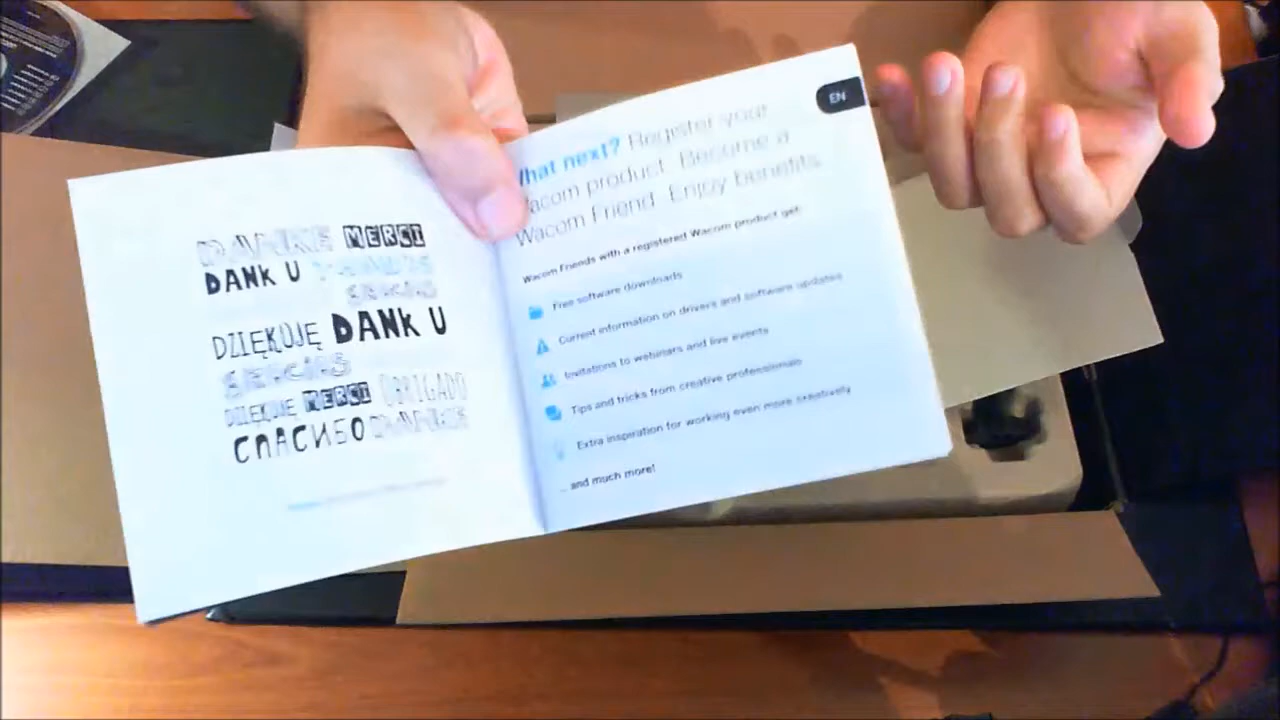 DANKE MERCI
DANK U
DZIĘKUJĘ DANK U
DZIĘKUJĘ MERCI OBRIGADO
СПАСИБО
EN
What next? Register your
Wacom product. Become a
Wacom Friend. Enjoy benefits.
Wacom Friends with a registered Wacom product get:
Free software downloads
Current information on drivers and software updates
Invitations to webinars and live events
Tips and tricks from creative professionals
Extra inspiration for working even more creatively
... and much more!